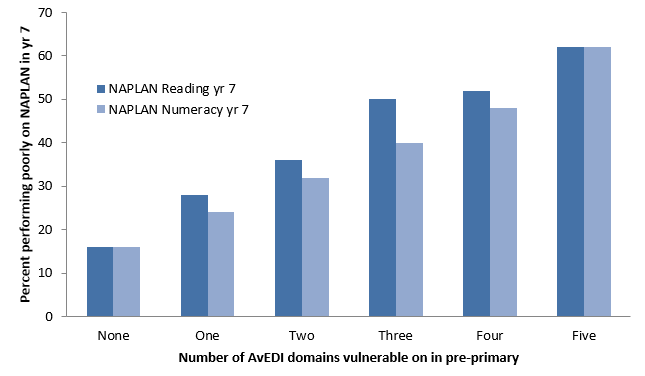 Percent performing poorly on NAPLAN in yr 7
70
60
50
40
30
20
10
0
NAPLAN Reading yr 7
NAPLAN Numeracy yr 7
None One Two Three Four Five
Number of AvEDI domains vulnerable on in pre-primary